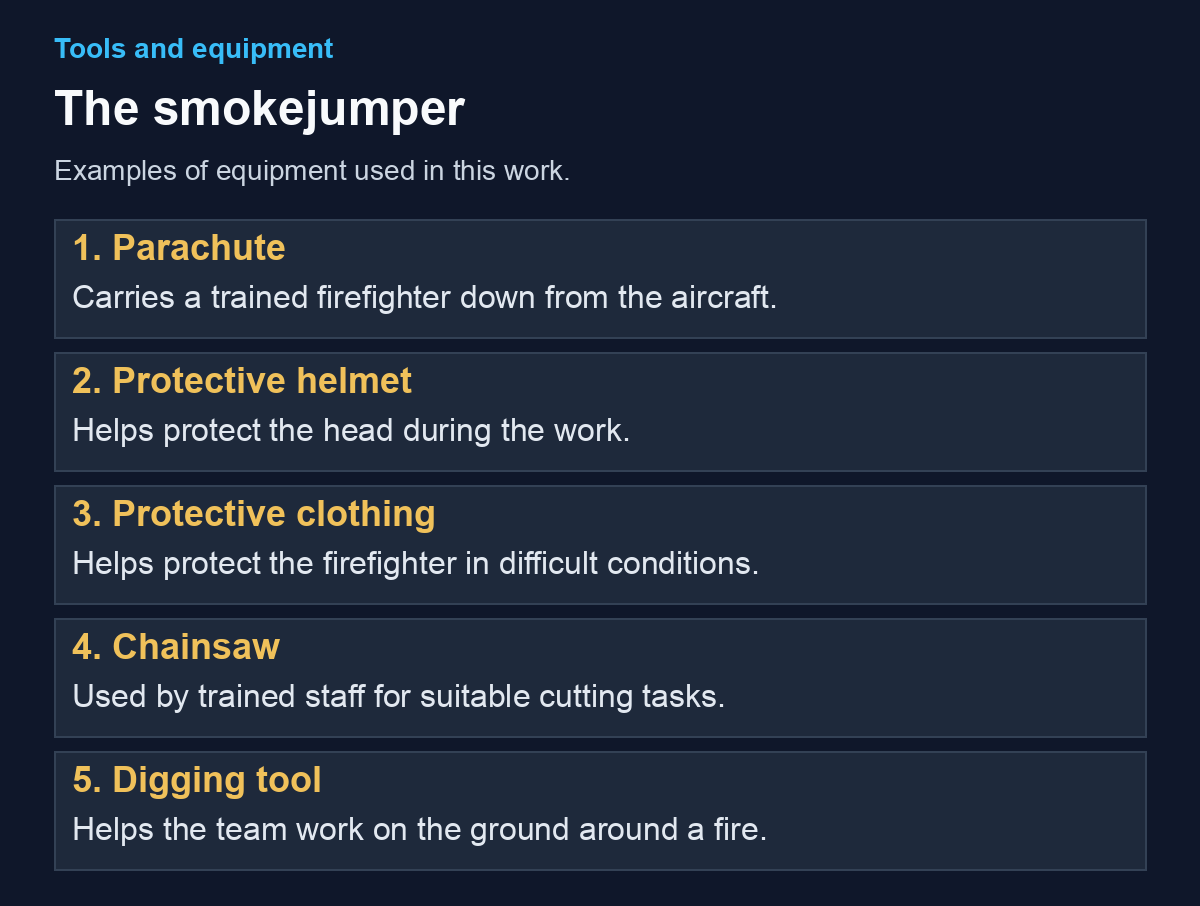 Tools and equipment
The smokejumper
Examples of equipment used in this work.
1. Parachute
Carries a trained firefighter down from the aircraft.
2. Protective helmet
Helps protect the head during the work.
3. Protective clothing
Helps protect the firefighter in difficult conditions.
4. Chainsaw
Used by trained staff for suitable cutting tasks.
5. Digging tool
Helps the team work on the ground around a fire.